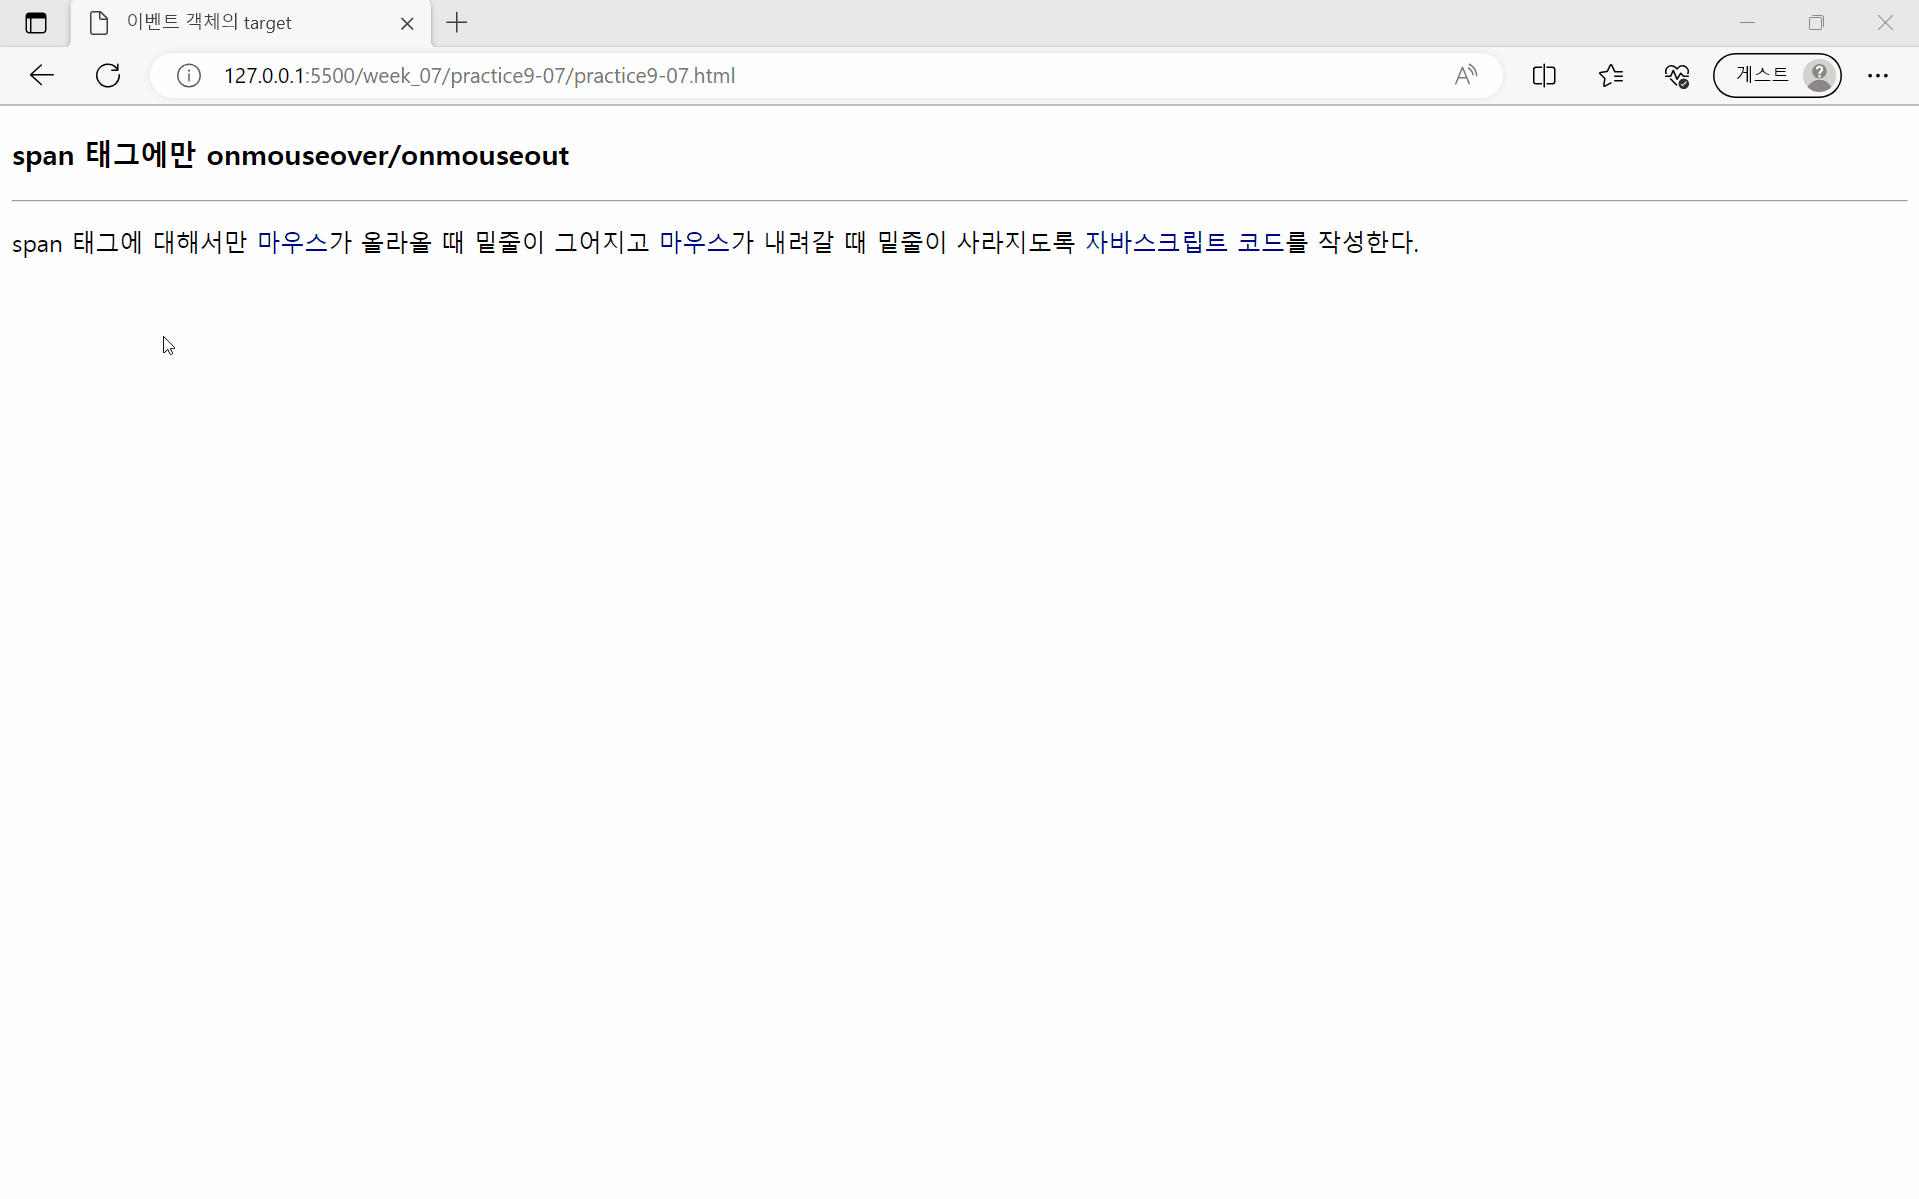 이벤트 객체의 target
127.0.0.1:5500/week_07/practice9-07/practice9-07.html
게스트
span 태그에만 onmouseover/onmouseout
span 태그에 대해서만 마우스가 올라올 때 밑줄이 그어지고 마우스가 내려갈 때 밑줄이 사라지도록 자바스크립트 코드를 작성한다.